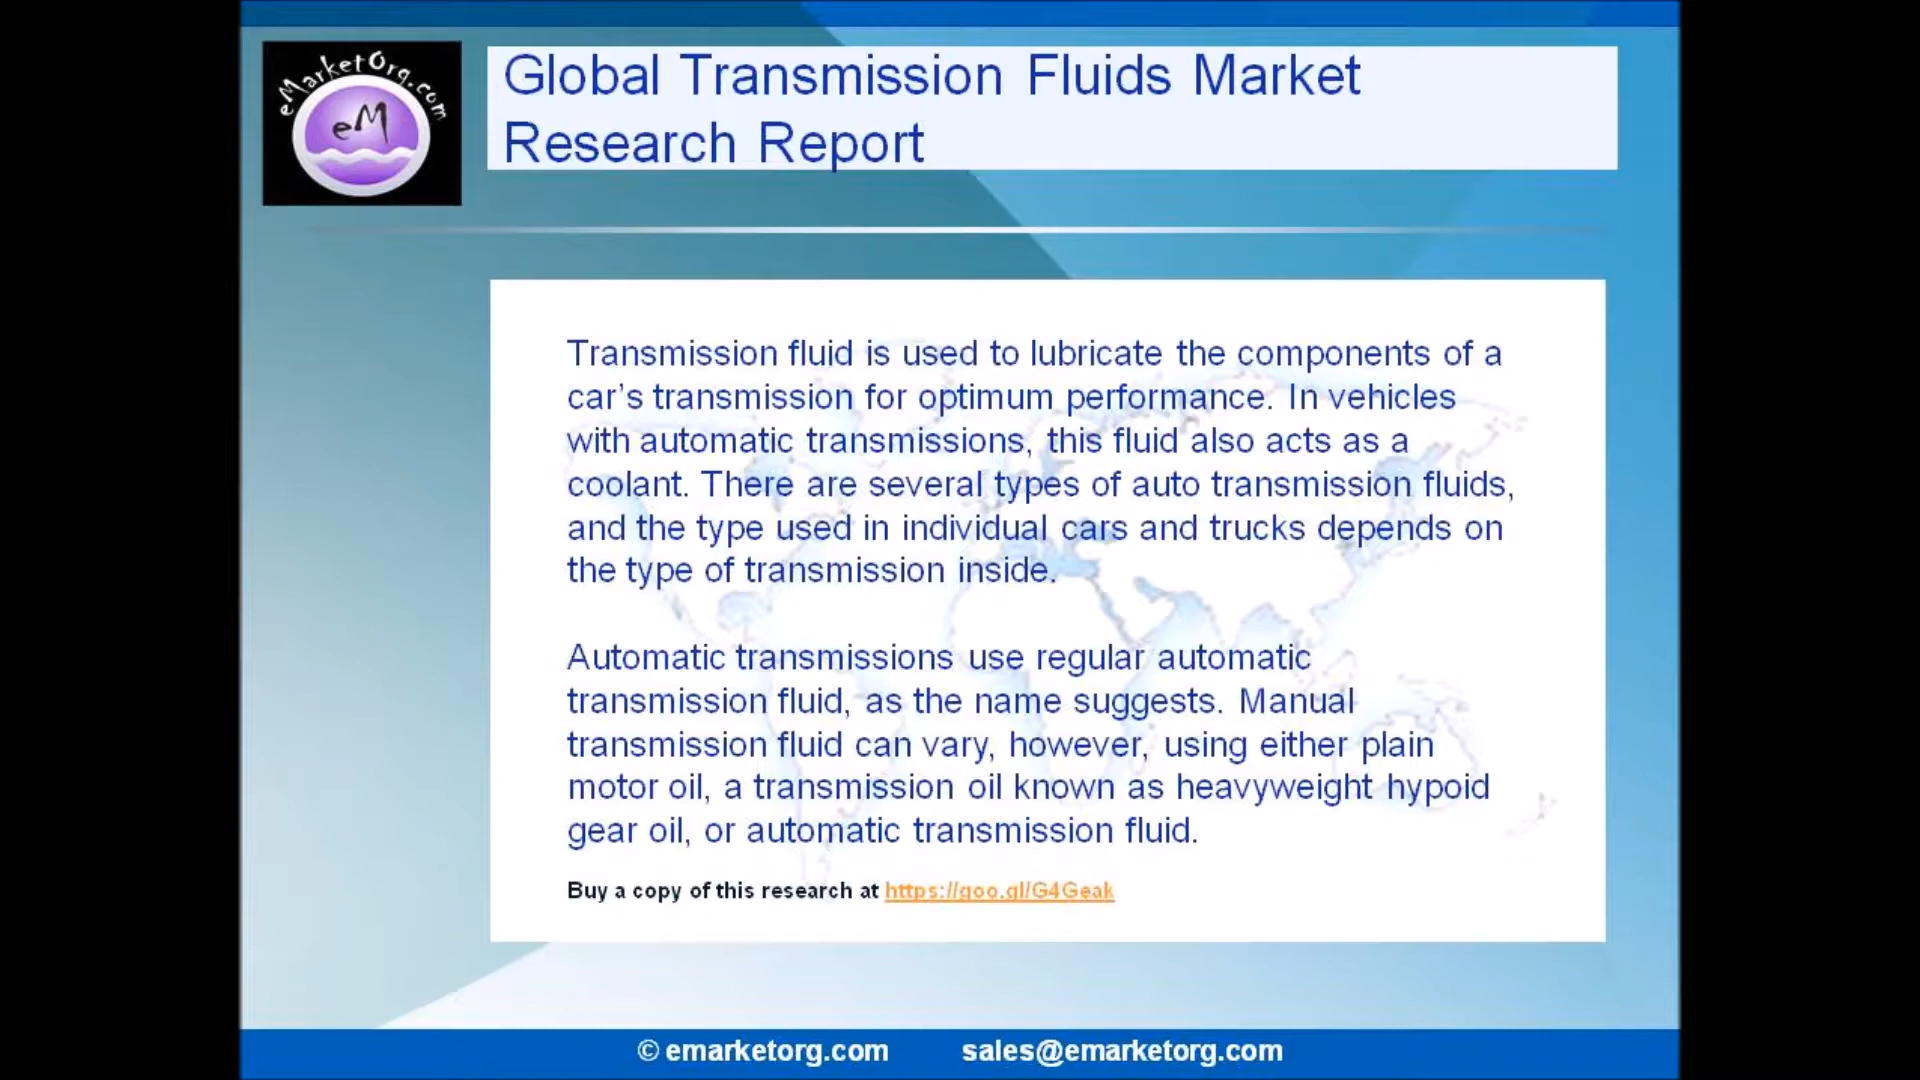 eMarketOrg.com
eM
Global Transmission Fluids Market
Research Report
Transmission fluid is used to lubricate the components of a
car's transmission for optimum performance. In vehicles
with automatic transmissions, this fluid also acts as a
coolant. There are several types of auto transmission fluids,
and the type used in individual cars and trucks depends on
the type of transmission inside.
Automatic transmissions use regular automatic
transmission fluid, as the name suggests. Manual
transmission fluid can vary, however, using either plain
motor oil, a transmission oil known as heavyweight hypoid
gear oil, or automatic transmission fluid.
Buy a copy of this research at https://goo.gl/G4Geak
© emarketorg.com sales@emarketorg.com